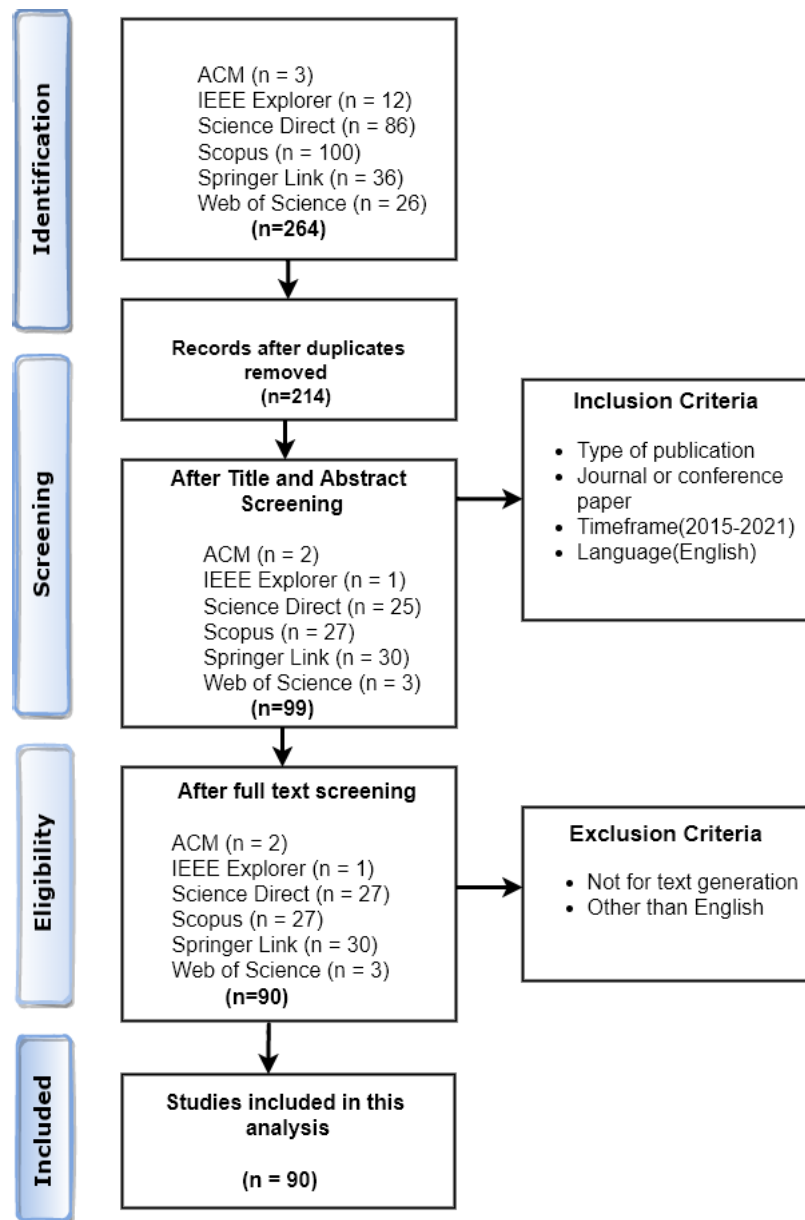 Identification
ACM (n = 3)
IEEE Explorer (n = 12)
Science Direct (n = 86)
Scopus (n = 100)
Springer Link (n = 36)
Web of Science (n = 26)
(n=264)
Records after duplicates
removed
(n=214)
Screening
After Title and Abstract
Screening
ACM (n = 2)
IEEE Explorer (n = 1)
Science Direct (n = 25)
Scopus (n = 27)
Springer Link (n = 30)
Web of Science (n = 3)
(n=99)
Inclusion Criteria
• Type of publication
• Journal or conference
paper
• Timeframe(2015-2021)
• Language(English)
Eligibility
After full text screening
ACM (n = 2)
IEEE Explorer (n = 1)
Science Direct (n = 27)
Scopus (n = 27)
Springer Link (n = 30)
Web of Science (n = 3)
(n=90)
Exclusion Criteria
• Not for text generation
• Other than English
Included
Studies included in this
analysis
(n = 90)